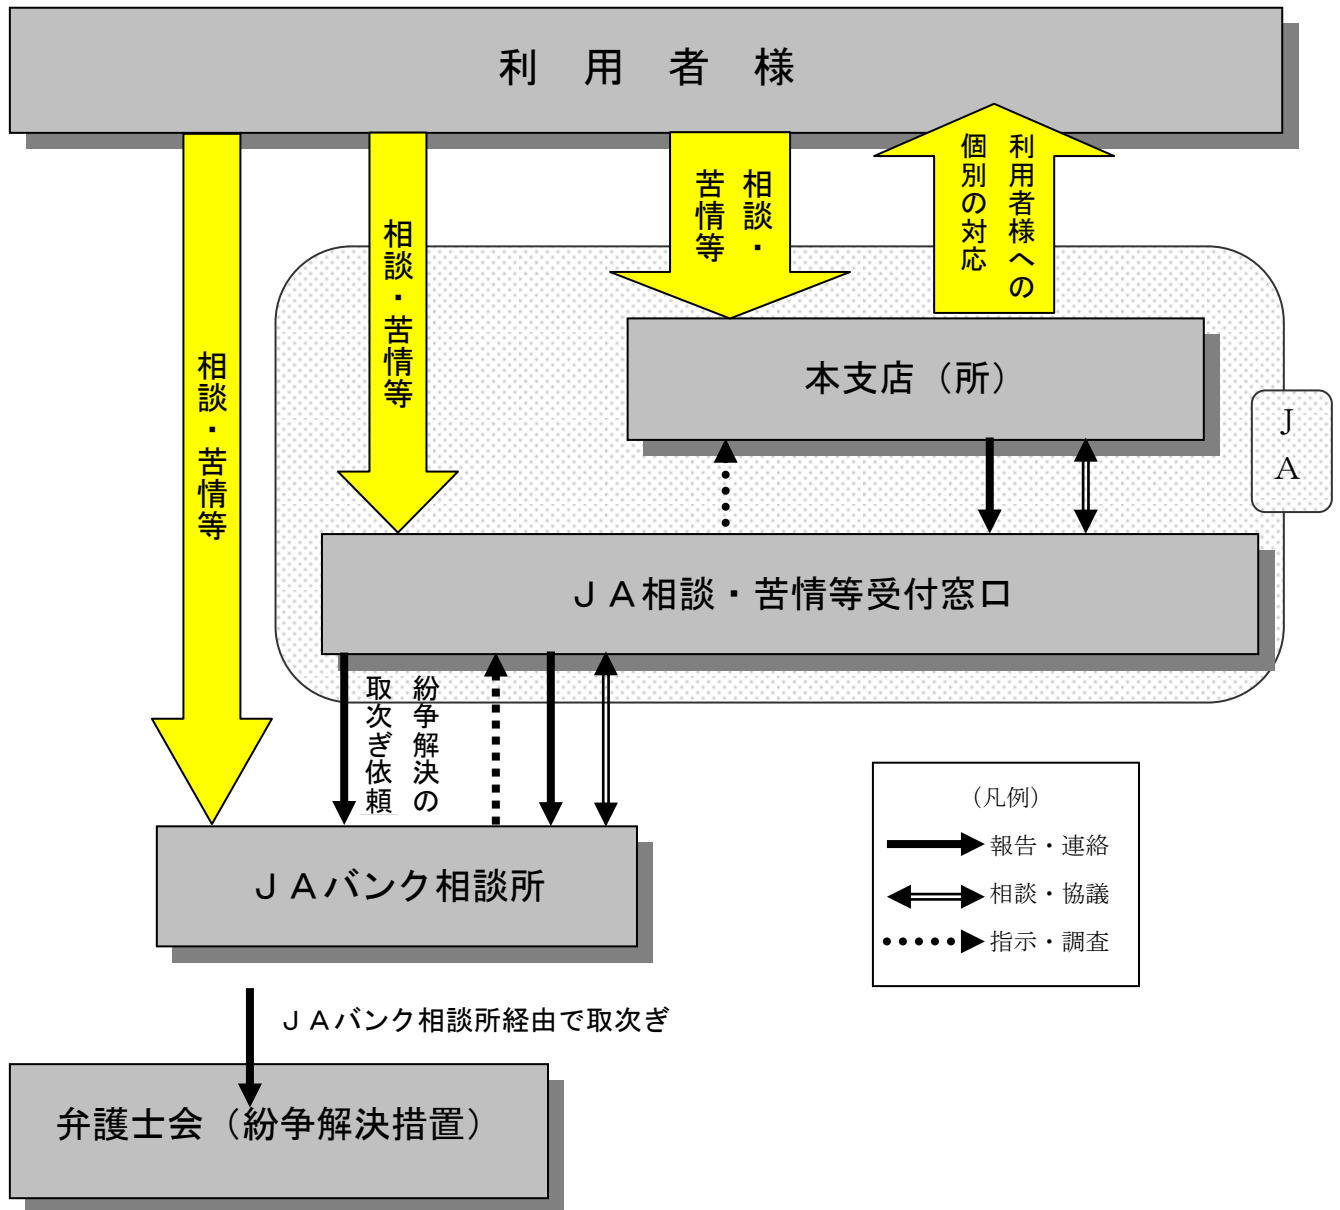 利用者様
相談・苦情等
相談・苦情等
相談・
苦情等
利用者様への
個別の対応
本支店（所）
ＪＡ
ＪＡ相談・苦情等受付窓口
紛争解決の
取次ぎ依頼
（凡例）
報告・連絡
相談・協議
指示・調査
ＪＡバンク相談所
ＪＡバンク相談所経由で取次ぎ
弁護士会（紛争解決措置）